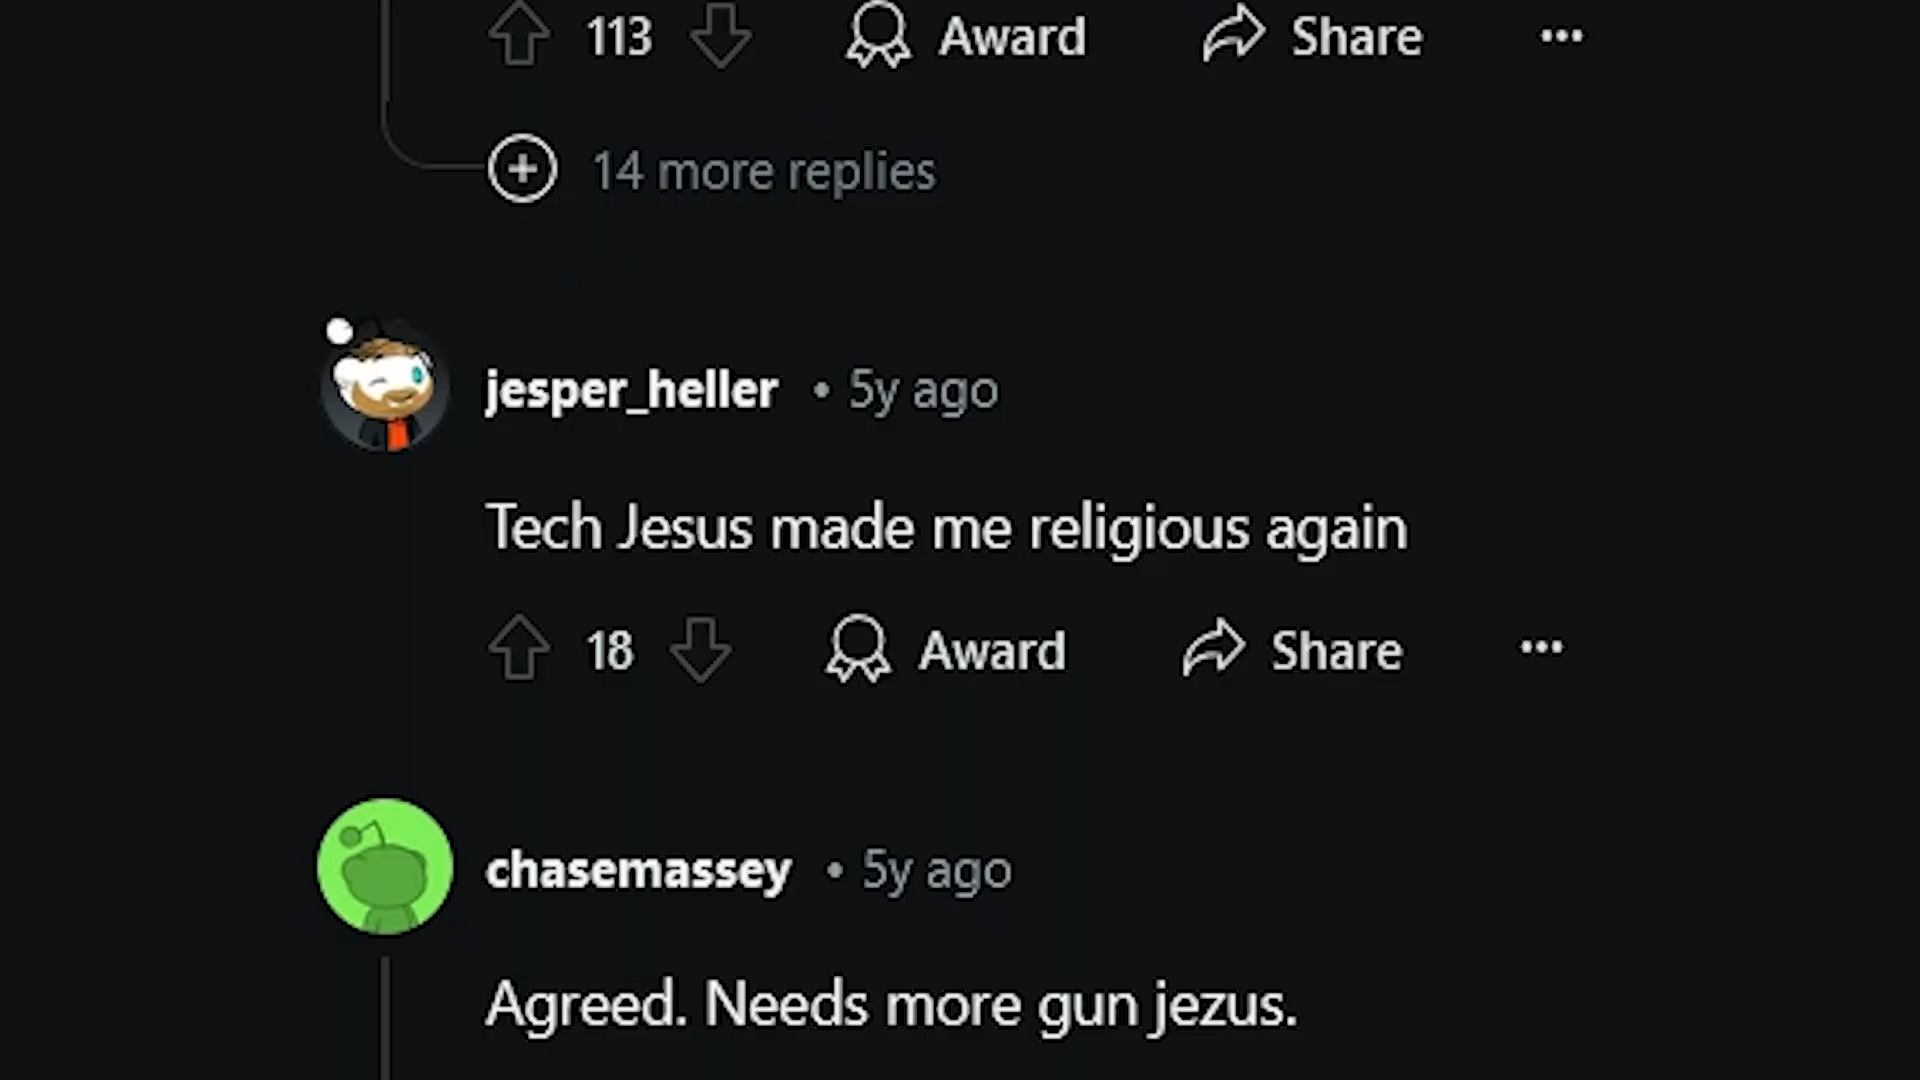 113 Award Share
14 more replies
jesper_heller • 5y ago
Tech Jesus made me religious again
18 Award Share
chasemassey • 5y ago
Agreed. Needs more gun jezus.